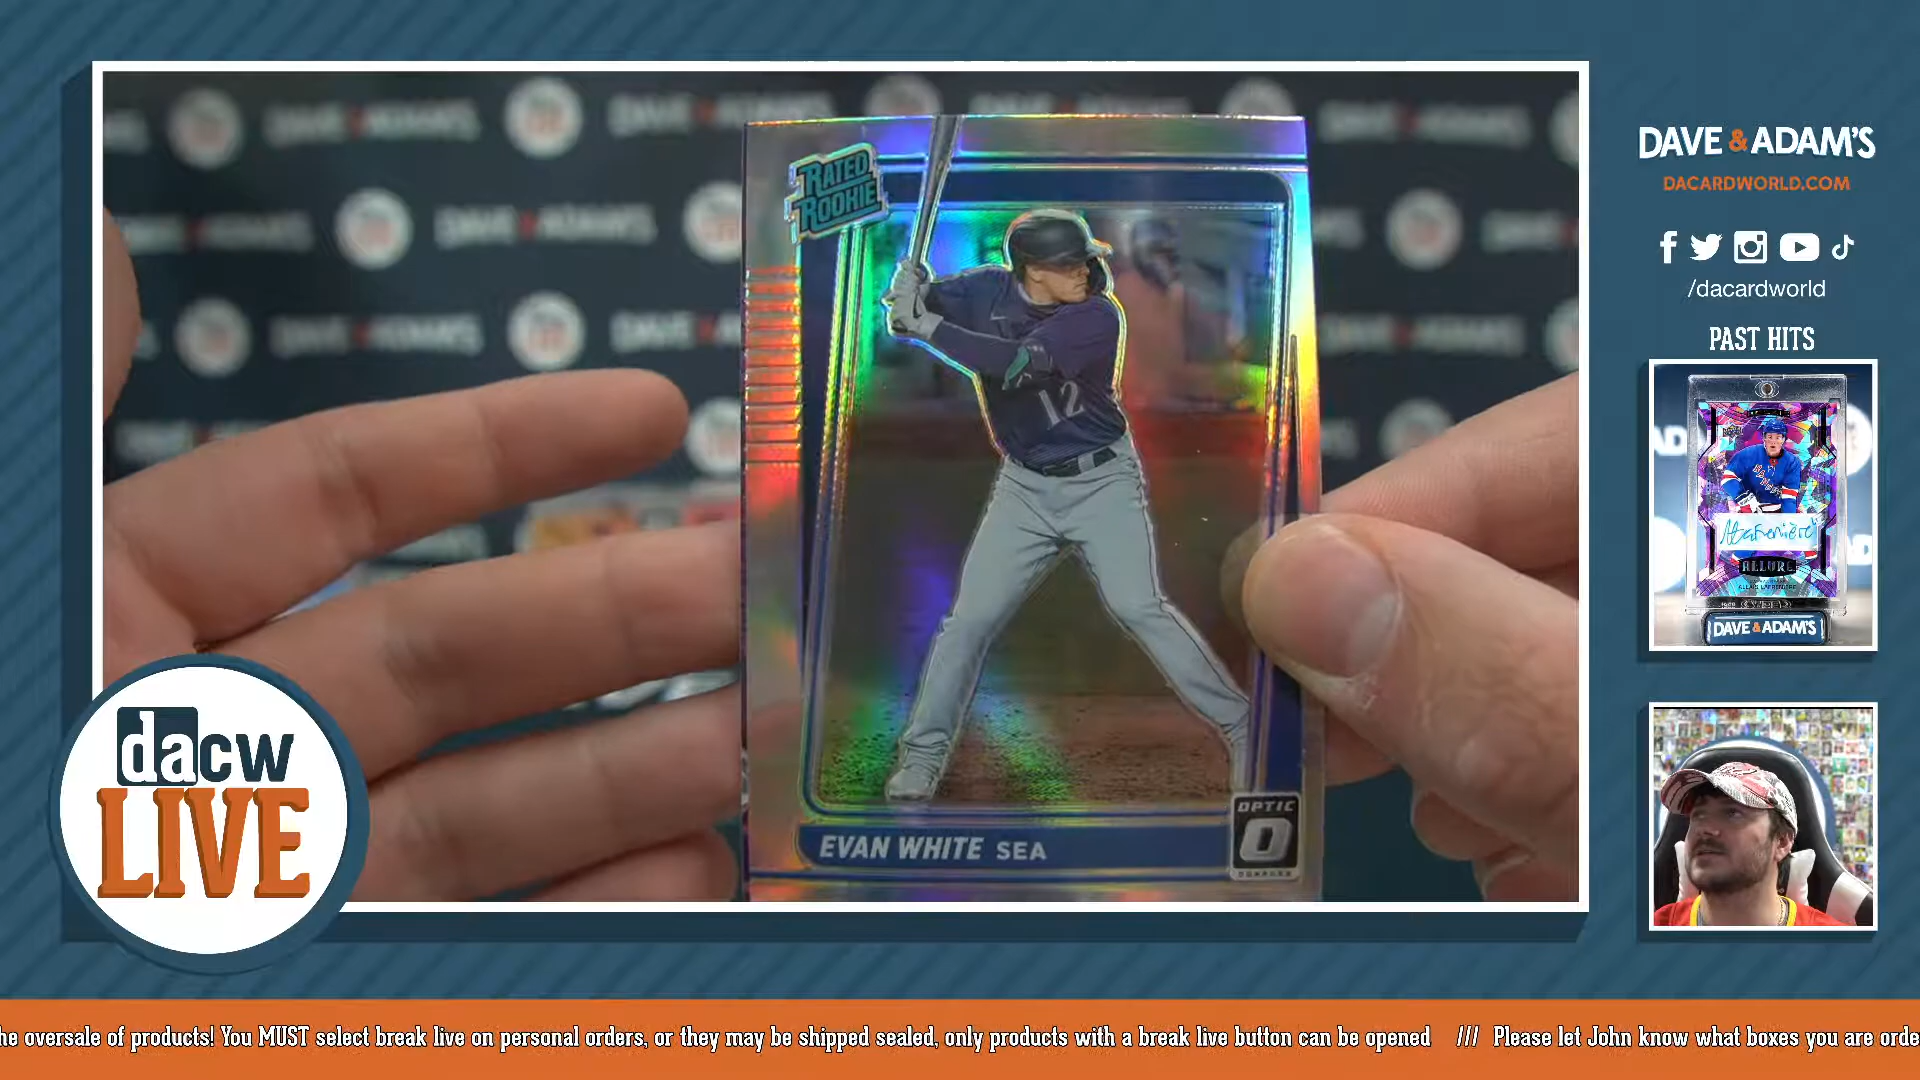 DAVE & ADAM'S
DACARDWORLD.COM
/dacardworld
PAST HITS
RATED
ROOKIE
12
EVAN WHITE SEA
OPTIC
O
DONRUSS
ALLURE
DAVE & ADAM'S
dacw
LIVE
he oversale of products! You MUST select break live on personal orders, or they may be shipped sealed, only products with a break live button can be opened /// Please let John know what boxes you are orde